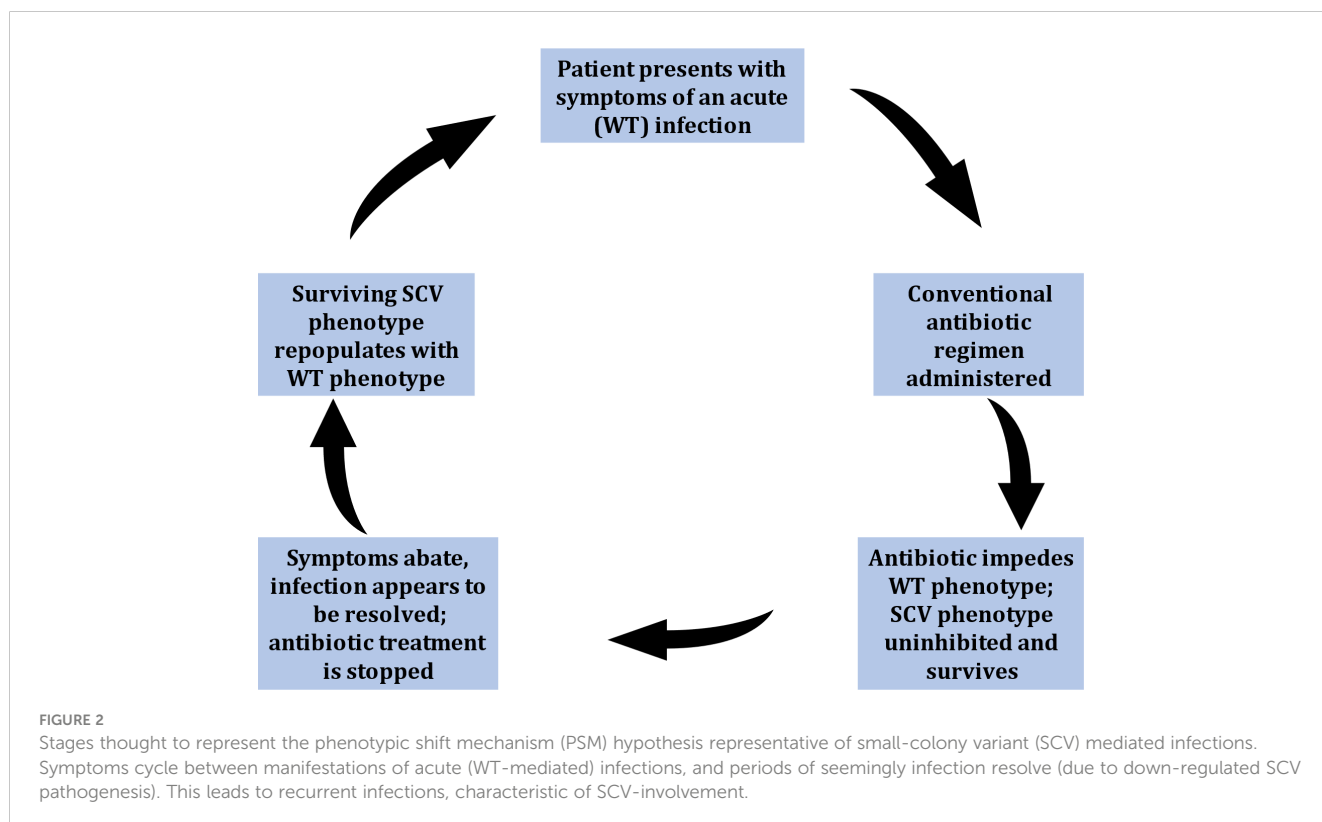 Patient presents with
symptoms of an acute
(WT) infection
Conventional
antibiotic
regimen
administered
Antibiotic impedes
WT phenotype;
SCV phenotype
uninhibited and
survives
Symptoms abate,
infection appears to
be resolved;
antibiotic treatment
is stopped
Surviving SCV
phenotype
repopulates with
WT phenotype
FIGURE 2
Stages thought to represent the phenotypic shift mechanism (PSM) hypothesis representative of small-colony variant (SCV) mediated infections.
Symptoms cycle between manifestations of acute (WT-mediated) infections, and periods of seemingly infection resolve (due to down-regulated SCV
pathogenesis). This leads to recurrent infections, characteristic of SCV-involvement.